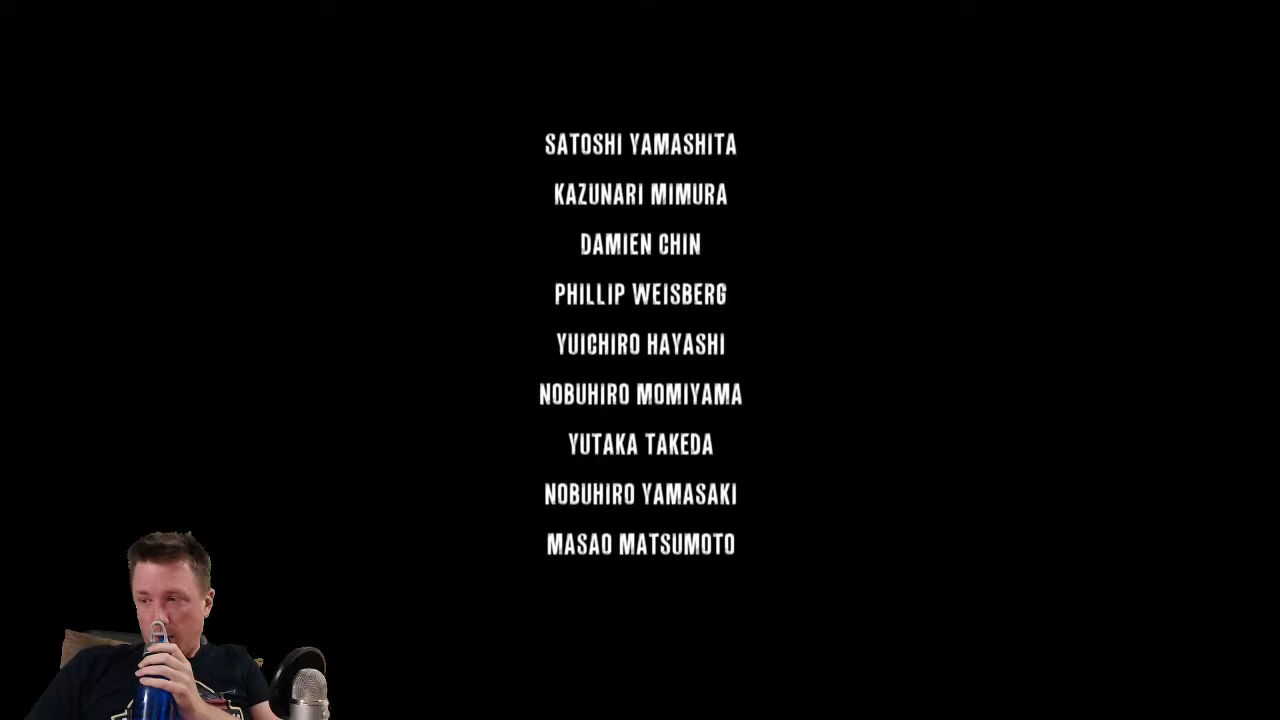 SATOSHI YAMASHITA
KAZUNARI MIMURA
DAMIEN CHIN
PHILLIP WEISBERG
YUICHIRO HAYASHI
NOBUHIRO MOMIYAMA
YUTAKA TAKEDA
NOBUHIRO YAMASAKI
MASAO MATSUMOTO